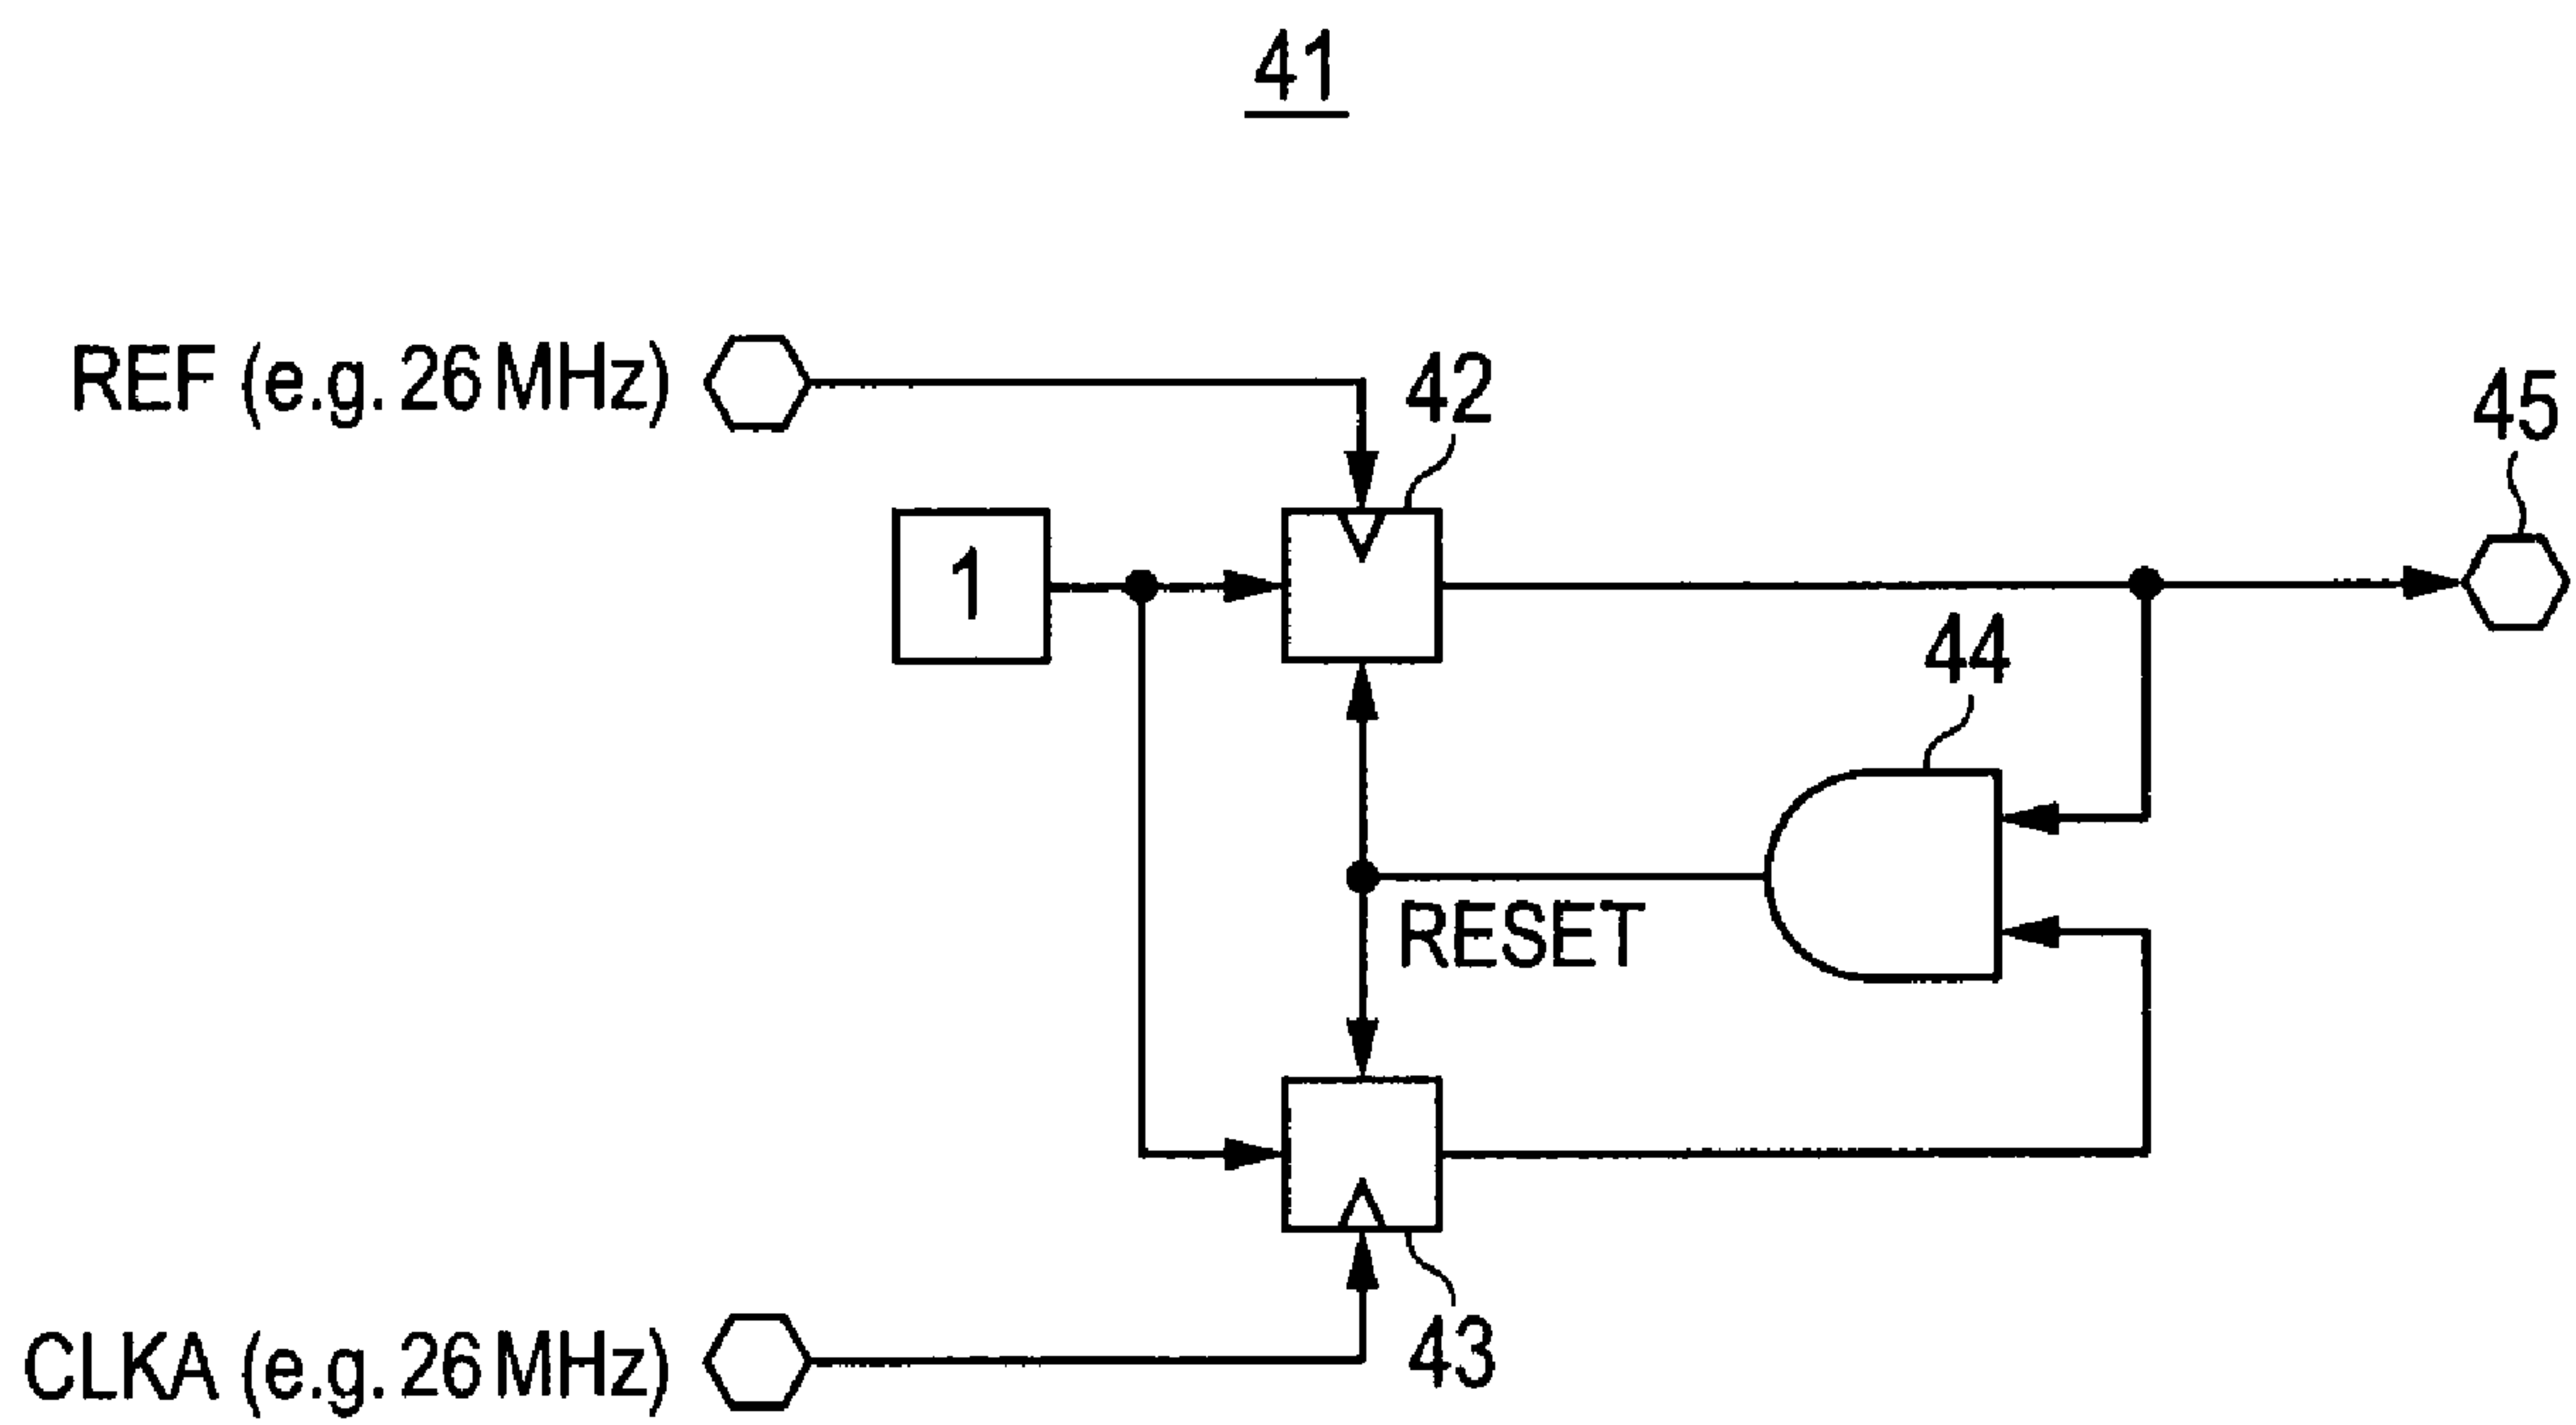 41
REF (e.g. 26 MHz)
42
45
1
44
RESET
43
CLKA (e.g. 26 MHz)